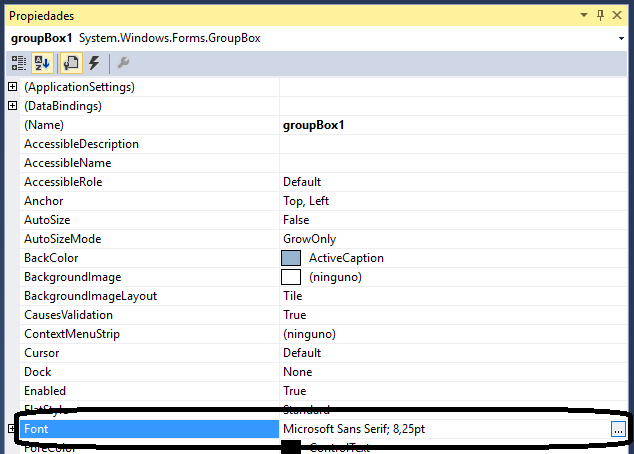 Propiedades
groupBox1 System.Windows.Forms.GroupBox
(ApplicationSettings)
(DataBindings)
(Name) groupBox1
AccessibleDescription
AccessibleName
AccessibleRole Default
Anchor Top, Left
AutoSize False
AutoSizeMode GrowOnly
BackColor ActiveCaption
BackgroundImage (ninguno)
BackgroundImageLayout Tile
CausesValidation True
ContextMenuStrip (ninguno)
Cursor Default
Dock None
Enabled True
FlatStyle Standard
Font Microsoft Sans Serif; 8,25pt ...
ForeColor ControlText